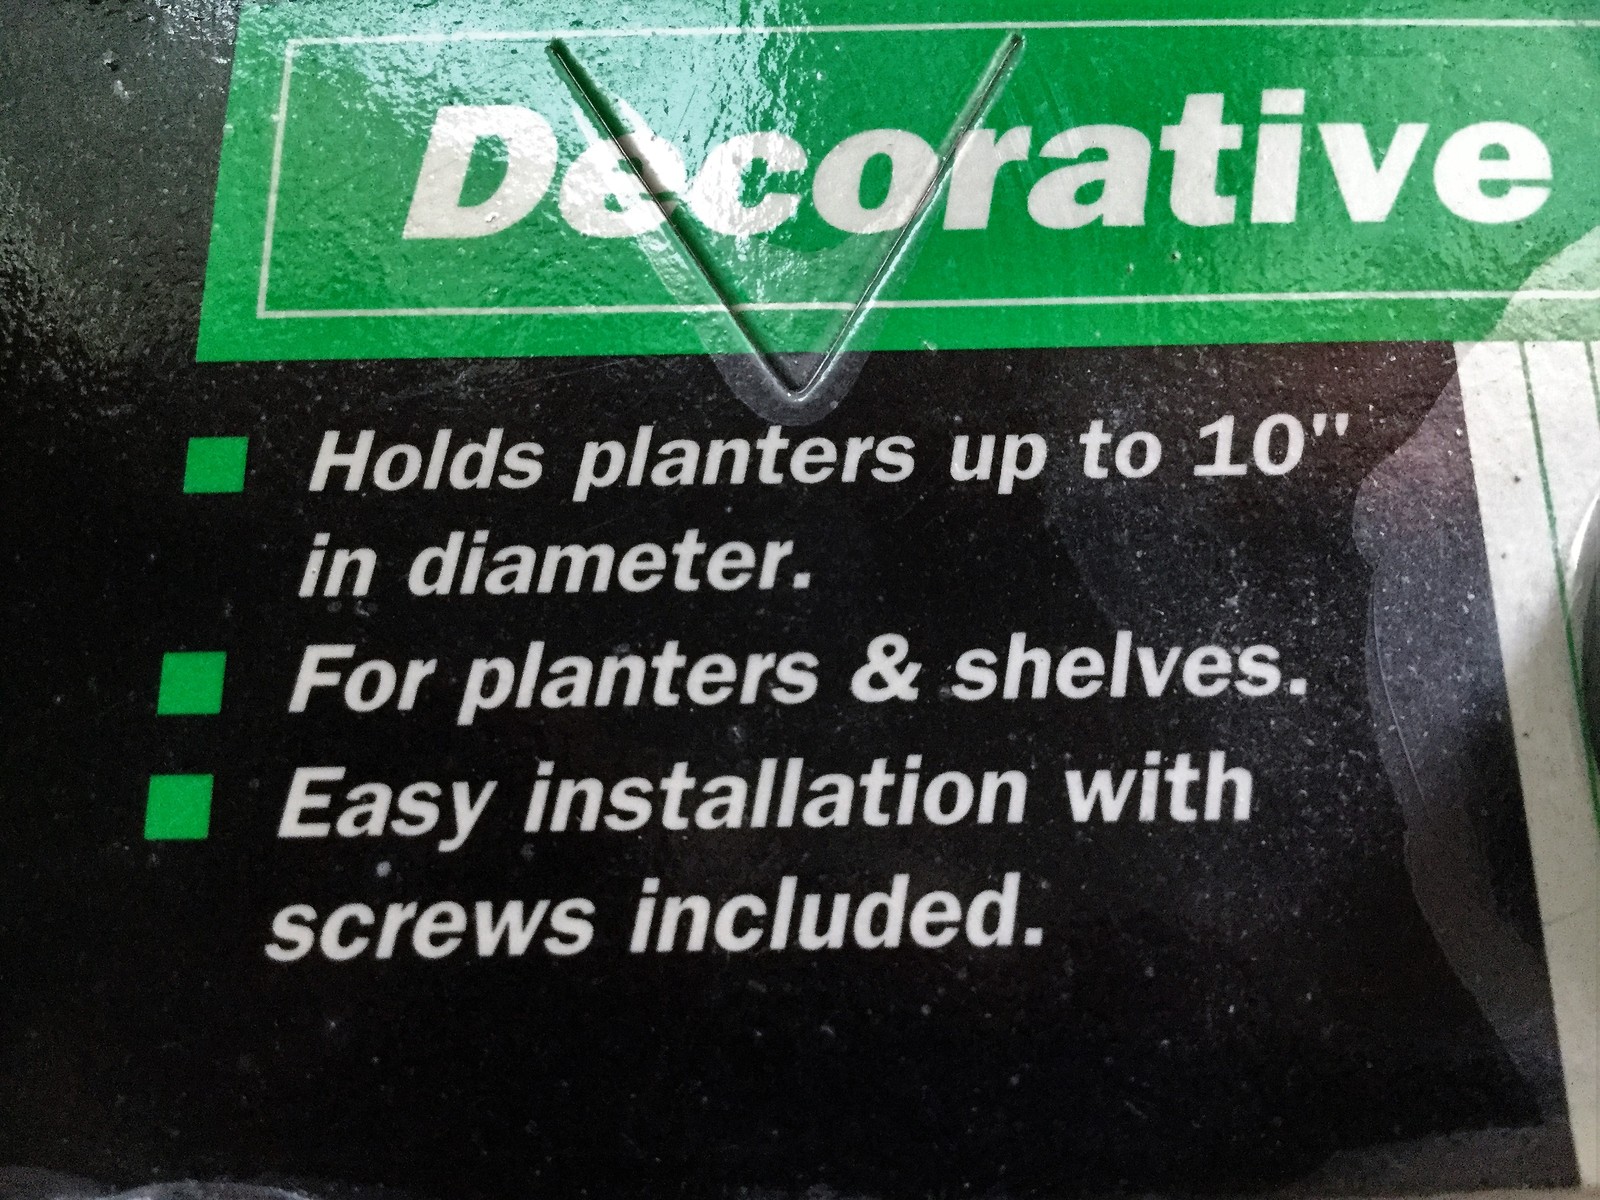 Decorative
Holds planters up to 10"
in diameter.
For planters & shelves.
Easy installation with
screws included.